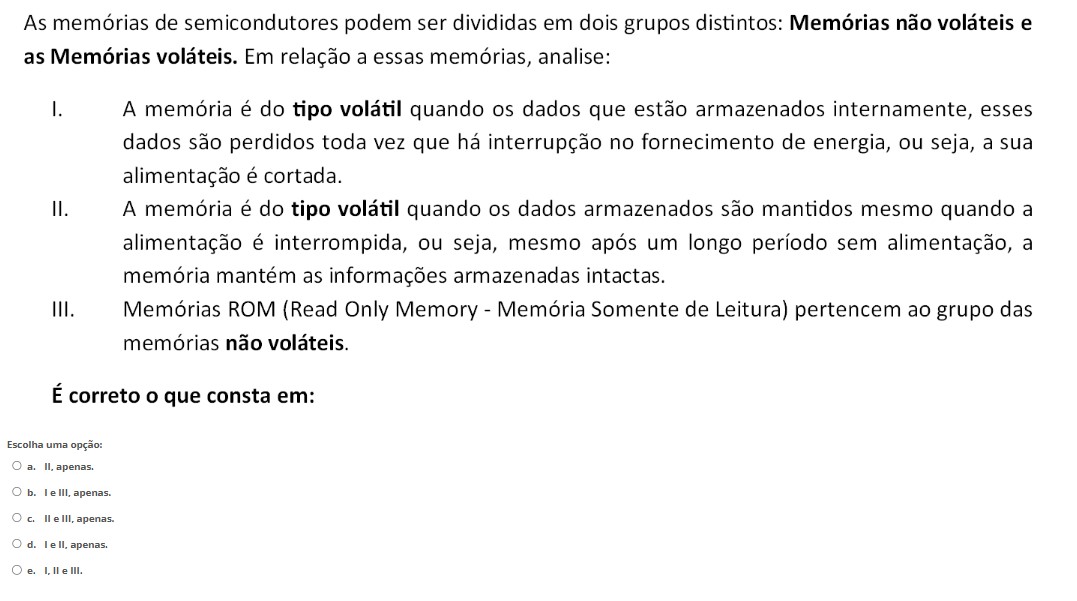 As memórias de semicondutores podem ser divididas em dois grupos distintos: Memórias não voláteis e
as Memórias voláteis. Em relação a essas memórias, analise:
I. A memória é do tipo volátil quando os dados que estão armazenados internamente, esses
dados são perdidos toda vez que há interrupção no fornecimento de energia, ou seja, a sua
alimentação é cortada.
II. A memória é do tipo volátil quando os dados armazenados são mantidos mesmo quando a
alimentação é interrompida, ou seja, mesmo após um longo período sem alimentação, a
memória mantém as informações armazenadas intactas.
III. Memórias ROM (Read Only Memory - Memória Somente de Leitura) pertencem ao grupo das
memórias não voláteis.
É correto o que consta em:
Escolha uma opção:
a. II, apenas.
b. I e III, apenas.
c. II e III, apenas.
d. I e II, apenas.
e. I, II e III.